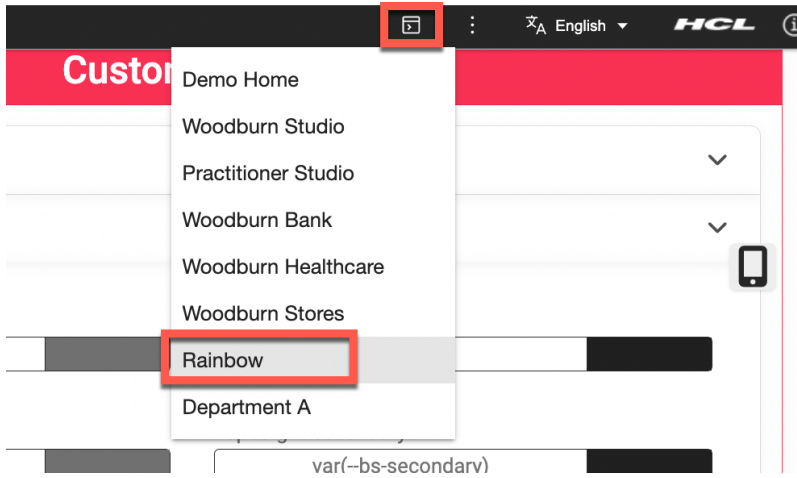 English
HCL
Custo
Demo Home
Woodburn Studio
Practitioner Studio
Woodburn Bank
Woodburn Healthcare
Woodburn Stores
Rainbow
Department A
var(--bs-secondary)